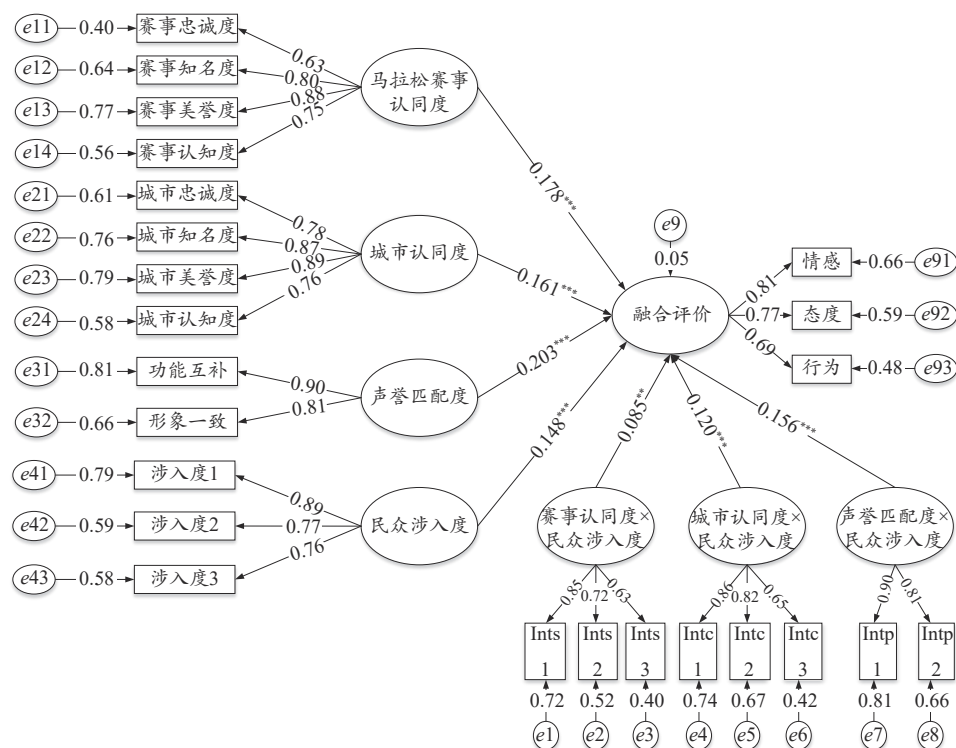 e11 0.40 赛事忠诚度
0.63
e12 0.64 赛事知名度
0.80
e13 0.77 赛事美誉度
0.88
e14 0.56 赛事认知度
0.75
马拉松赛事
认同度
0.178***
e21 0.61 城市忠诚度
0.78
e22 0.76 城市知名度
0.87
e23 0.79 城市美誉度
0.89
e24 0.58 城市认知度
0.76
城市认同度
0.161***
e31 0.81 功能互补
0.90
e32 0.66 形象一致
0.81
声誉匹配度
0.203***
e41 0.79 涉入度1
0.89
e42 0.59 涉入度2
0.77
e43 0.58 涉入度3
0.76
民众涉入度
0.148***
e9
0.05
融合评价
0.81 情感 0.66 e91
0.77 态度 0.59 e92
0.69 行为 0.48 e93
0.085**
0.120***
0.156***
赛事认同度×
民众涉入度
城市认同度×
民众涉入度
声誉匹配度×
民众涉入度
0.85 0.72 0.63 0.86 0.82 0.65 0.90 0.81
Ints Ints Ints Intc Intc Intc Intp Intp
1 2 3 1 2 3 1 2
0.72 0.52 0.40 0.74 0.67 0.42 0.81 0.66
e1 e2 e3 e4 e5 e6 e7 e8